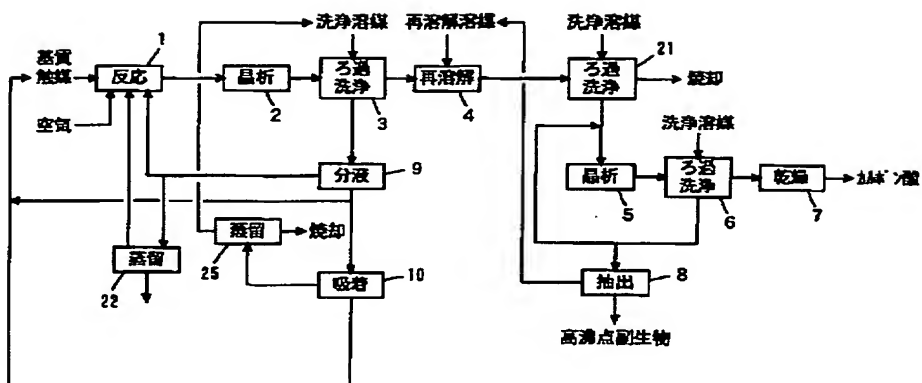 洗浄溶媒 再溶解溶媒 洗浄溶媒
基質
触媒
1
反応
晶析
2
ろ過
洗浄
3
再溶解
4
ろ過
洗浄
21
焼却
空気
洗浄溶媒
分液
9
晶析
5
ろ過
洗浄
6
乾燥
7
ｶﾙﾎﾞﾝ酸
蒸留
25
焼却
蒸留
22
吸着
10
抽出
8
高沸点副生物